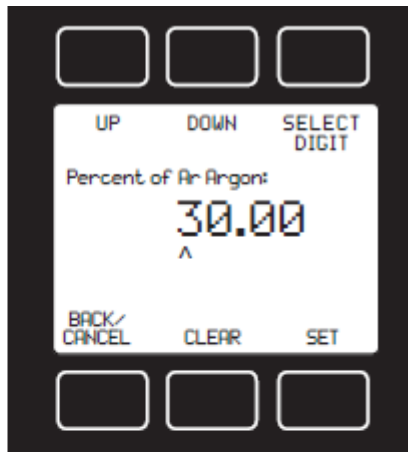 UP DOWN SELECT DIGIT
Percent of Ar Argon:
30.00
^
BACK/CANCEL CLEAR SET